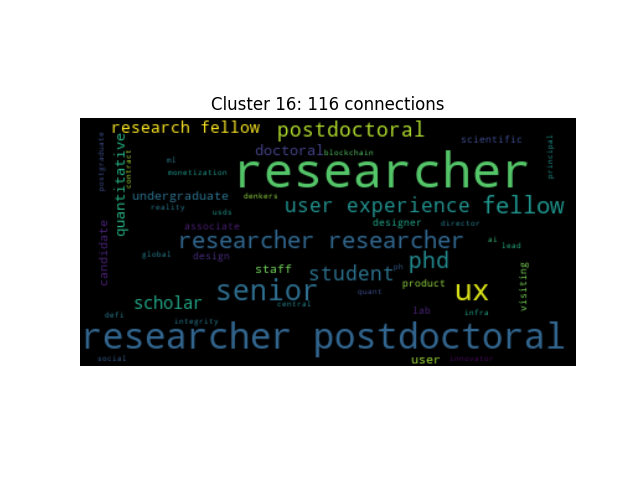 Cluster 16: 116 connections
research fellow
postdoctoral
scientific
postgraduate
quantitative
contract
principal
doctoral
blockchain
researcher
ml
monetization
undergraduate
denkers
user experience
fellow
reality
usds
associate
designer
director
candidate
researcher researcher
ai
lead
global
design
staff
student
ph
phd
product
visiting
senior
central
quant
ux
scholar
lab
infra
defi
integrity
researcher postdoctoral
social
user
innovator